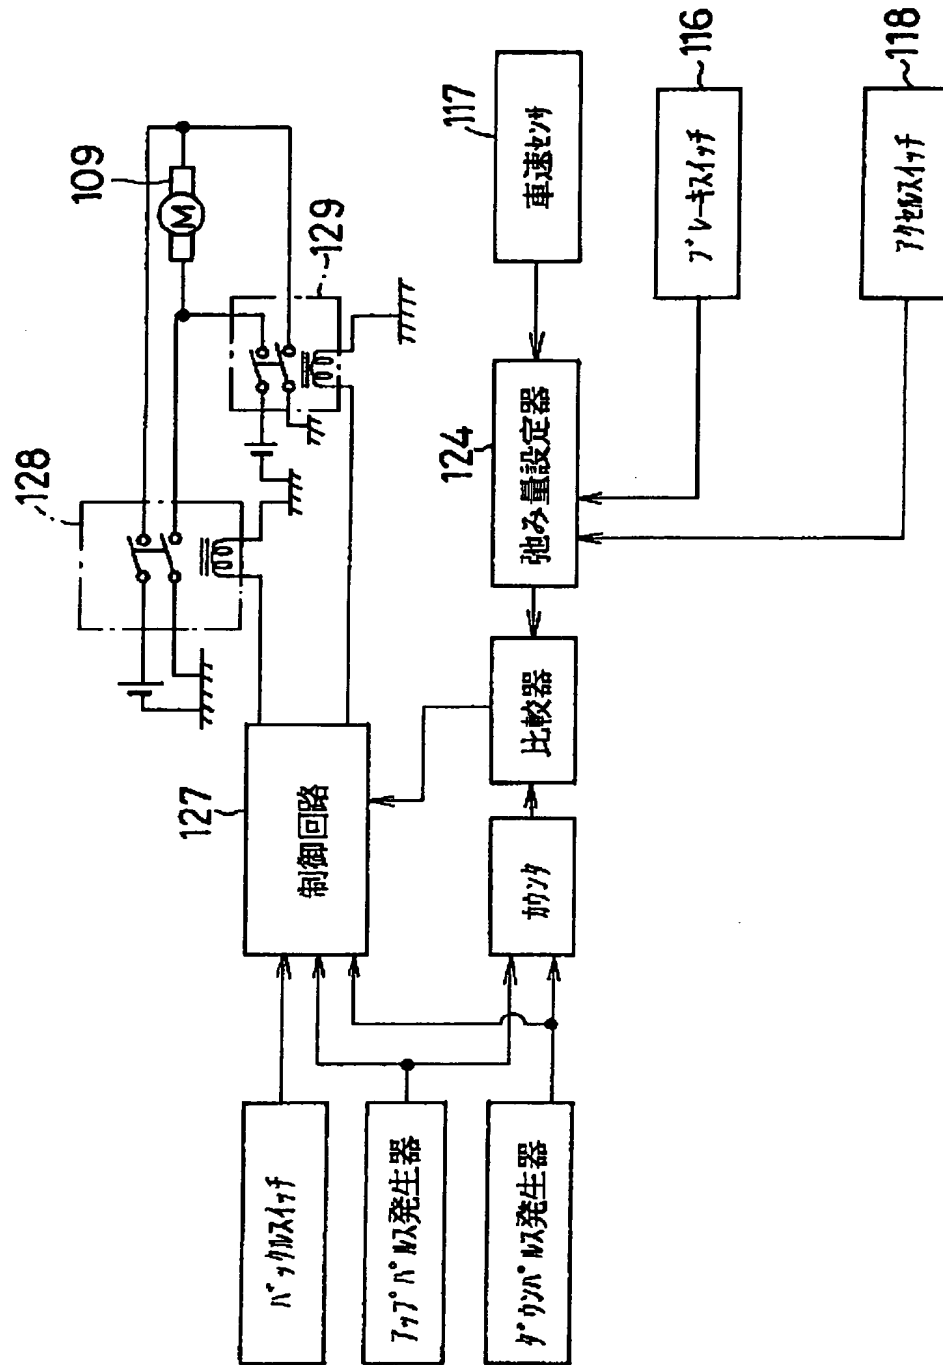 109
M
129
128
117
車速センサ
116
ブレーキスイッチ
118
アクセルスイッチ
124
弛み量設定器
比較器
127
制御回路
カウンタ
バックルスイッチ
アップパルス発生器
ダウンパルス発生器